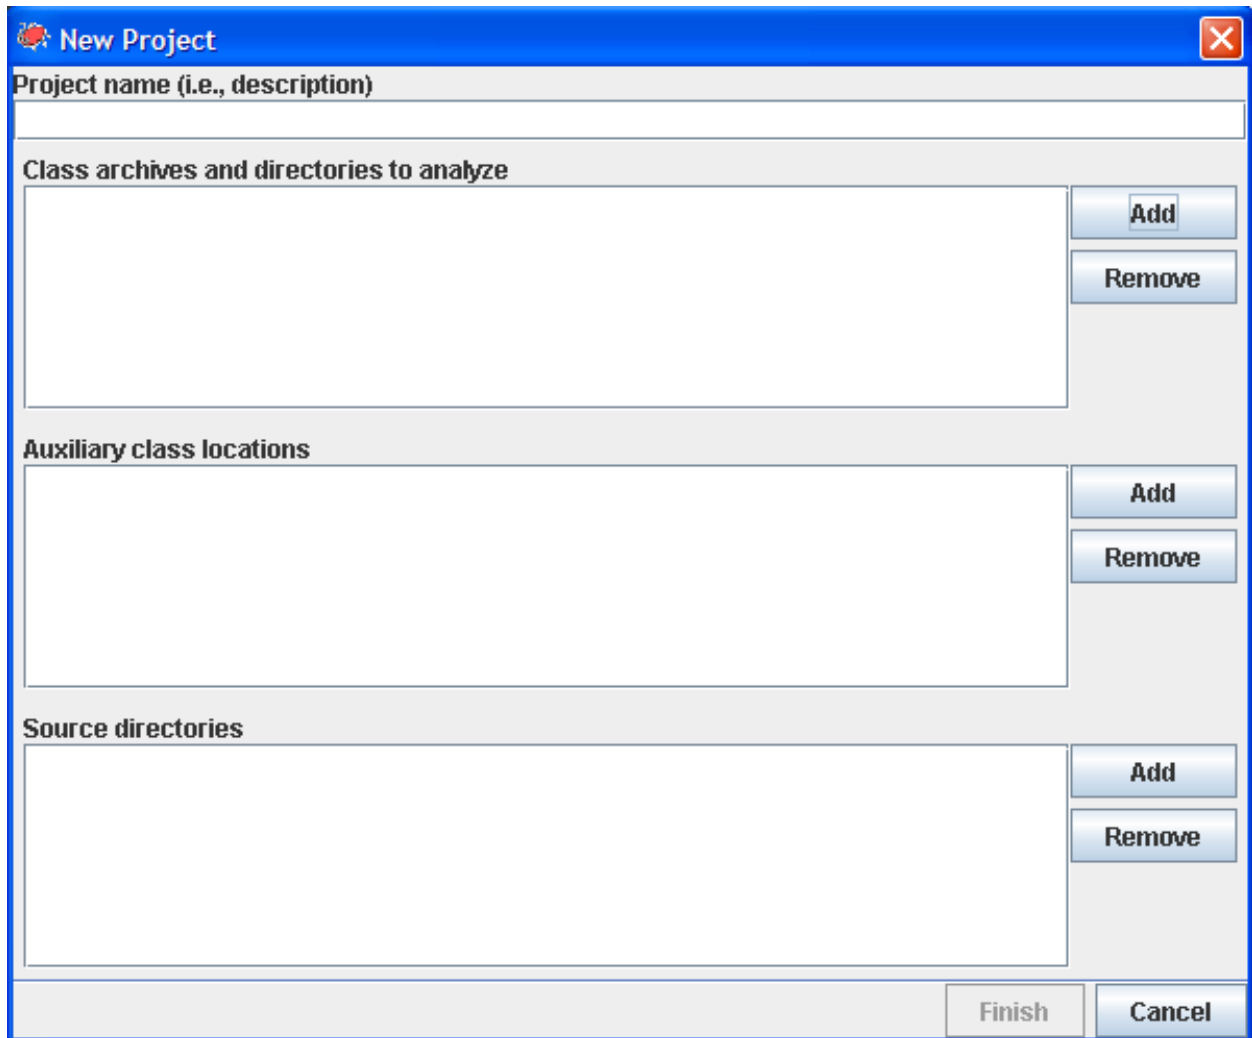 New Project
Project name (i.e., description)
Class archives and directories to analyze
Add
Remove
Auxiliary class locations
Add
Remove
Source directories
Add
Remove
Finish Cancel